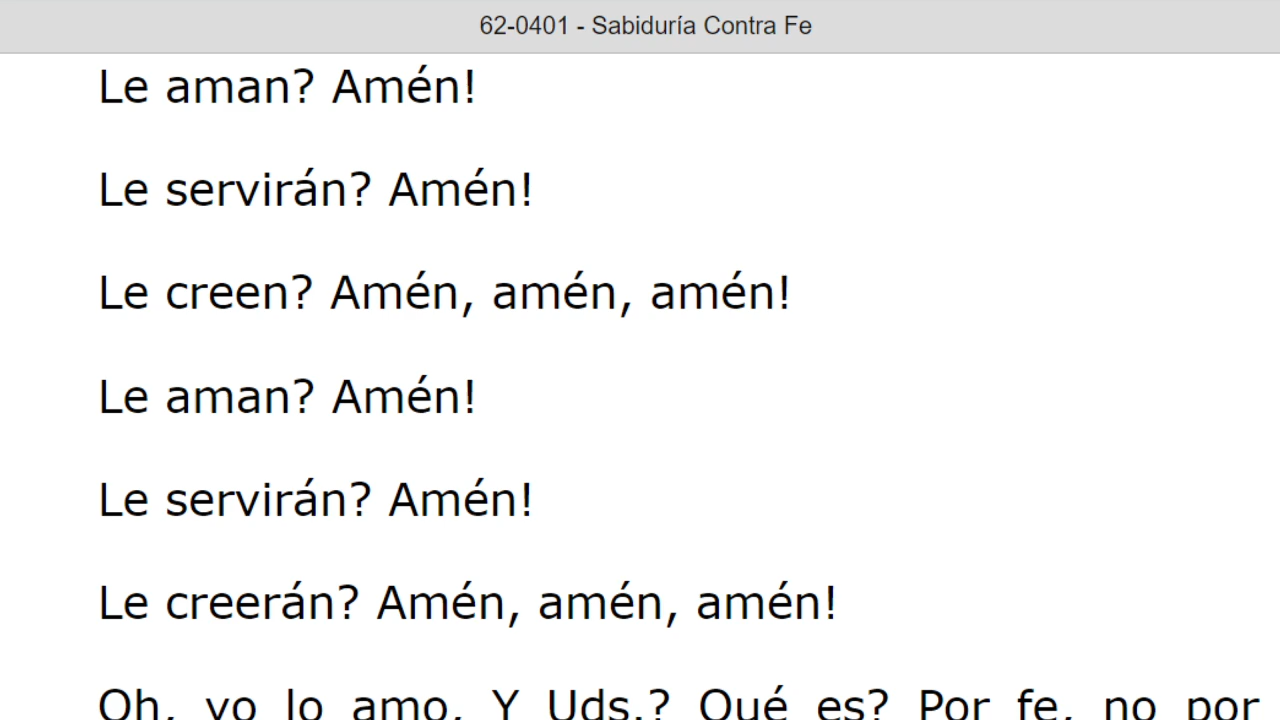 62-0401 - Sabiduría Contra Fe
Le aman? Amén!
Le servirán? Amén!
Le creen? Amén, amén, amén!
Le aman? Amén!
Le servirán? Amén!
Le creerán? Amén, amén, amén!
Oh, yo lo amo, Y Uds.? Qué es? Por fe, no por